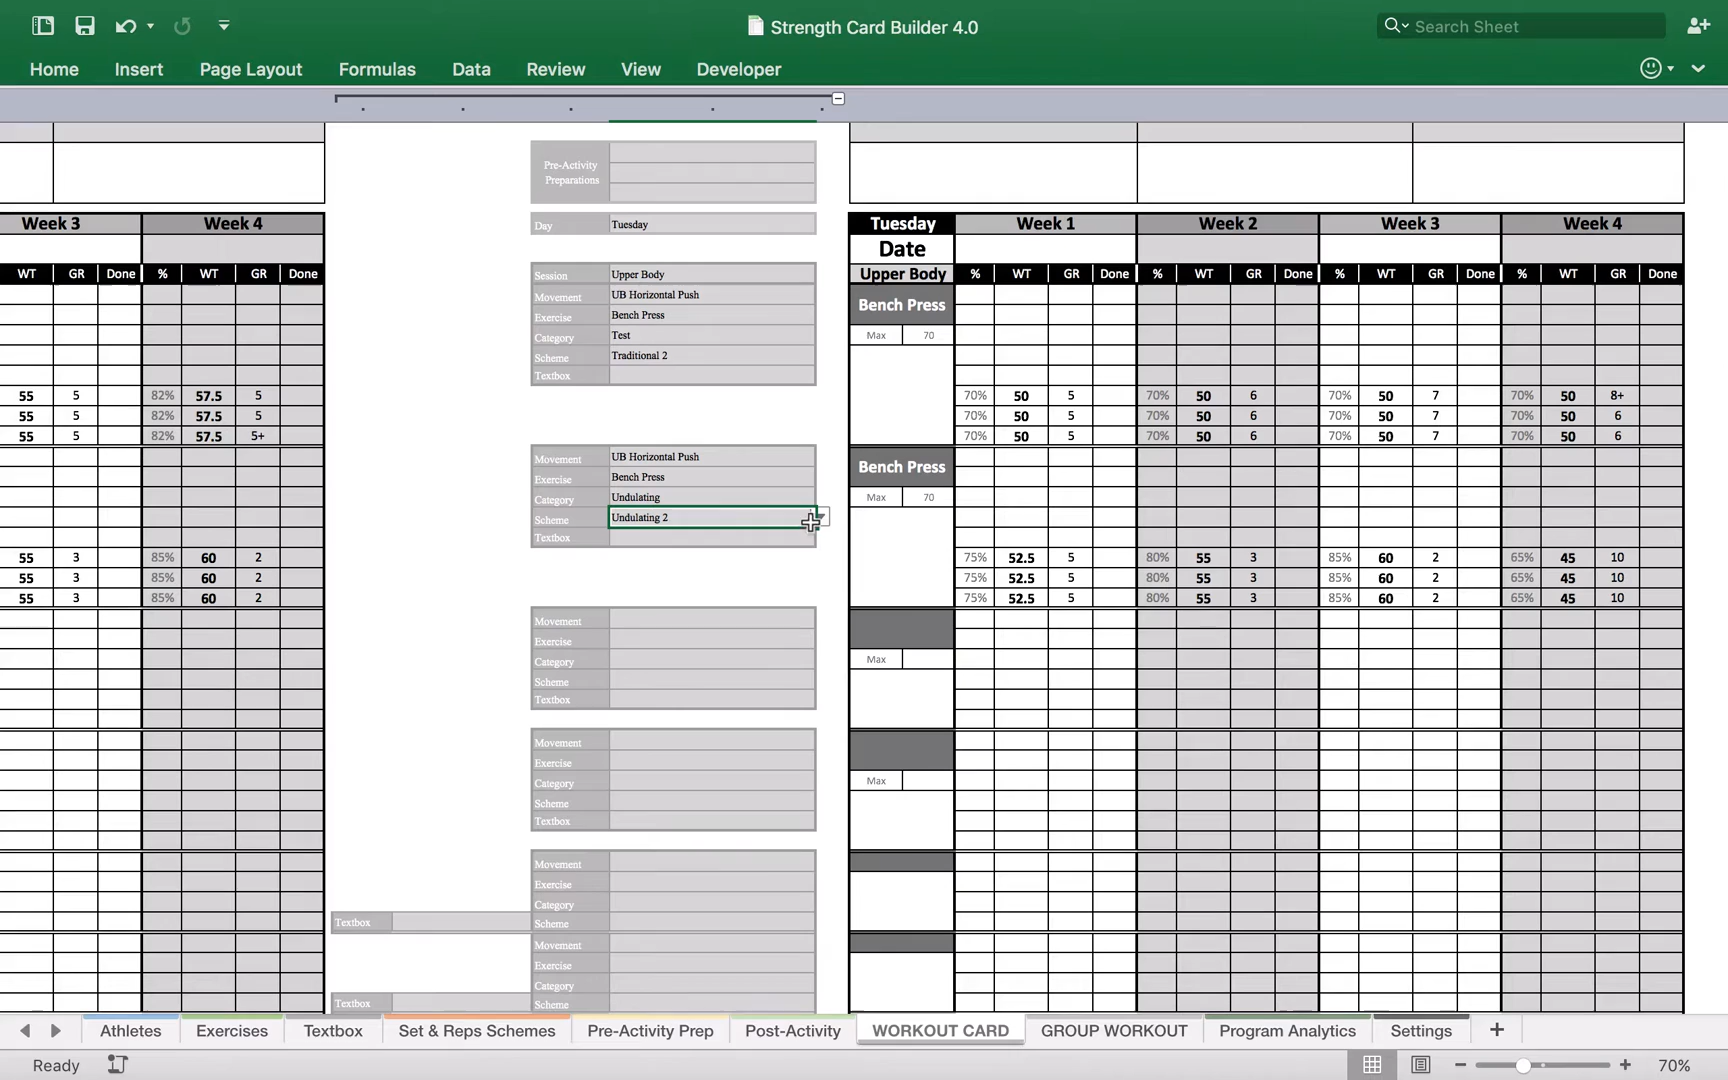 Strength Card Builder 4.0
Search Sheet
Home Insert Page Layout Formulas Data Review View Developer
Pre-Activity
Preparations
Day Tuesday
Session Upper Body
Movement UB Horizontal Push
Exercise Bench Press
Category Test
Scheme Traditional 2
Textbox
Movement UB Horizontal Push
Exercise Bench Press
Category Undulating
Scheme Undulating 2
Textbox
Movement
Exercise
Category
Scheme
Textbox
Movement
Exercise
Category
Scheme
Textbox
Movement
Exercise
Category
Textbox Scheme
Movement
Exercise
Category
Textbox Scheme
Week 3 Week 4
WT GR Done % WT GR Done
55 5 82% 57.5 5
55 5 82% 57.5 5
55 5 82% 57.5 5+
55 3 85% 60 2
55 3 85% 60 2
55 3 85% 60 2
Tuesday Week 1 Week 2 Week 3 Week 4
Date
Upper Body % WT GR Done % WT GR Done % WT GR Done % WT GR Done
Bench Press
Max 70
70% 50 5 70% 50 6 70% 50 7 70% 50 8+
70% 50 5 70% 50 6 70% 50 7 70% 50 6
70% 50 5 70% 50 6 70% 50 7 70% 50 6
Bench Press
Max 70
75% 52.5 5 80% 55 3 85% 60 2 65% 45 10
75% 52.5 5 80% 55 3 85% 60 2 65% 45 10
75% 52.5 5 80% 55 3 85% 60 2 65% 45 10
Max
Max
Athletes Exercises Textbox Set & Reps Schemes Pre-Activity Prep Post-Activity WORKOUT CARD GROUP WORKOUT Program Analytics Settings +
Ready 70%